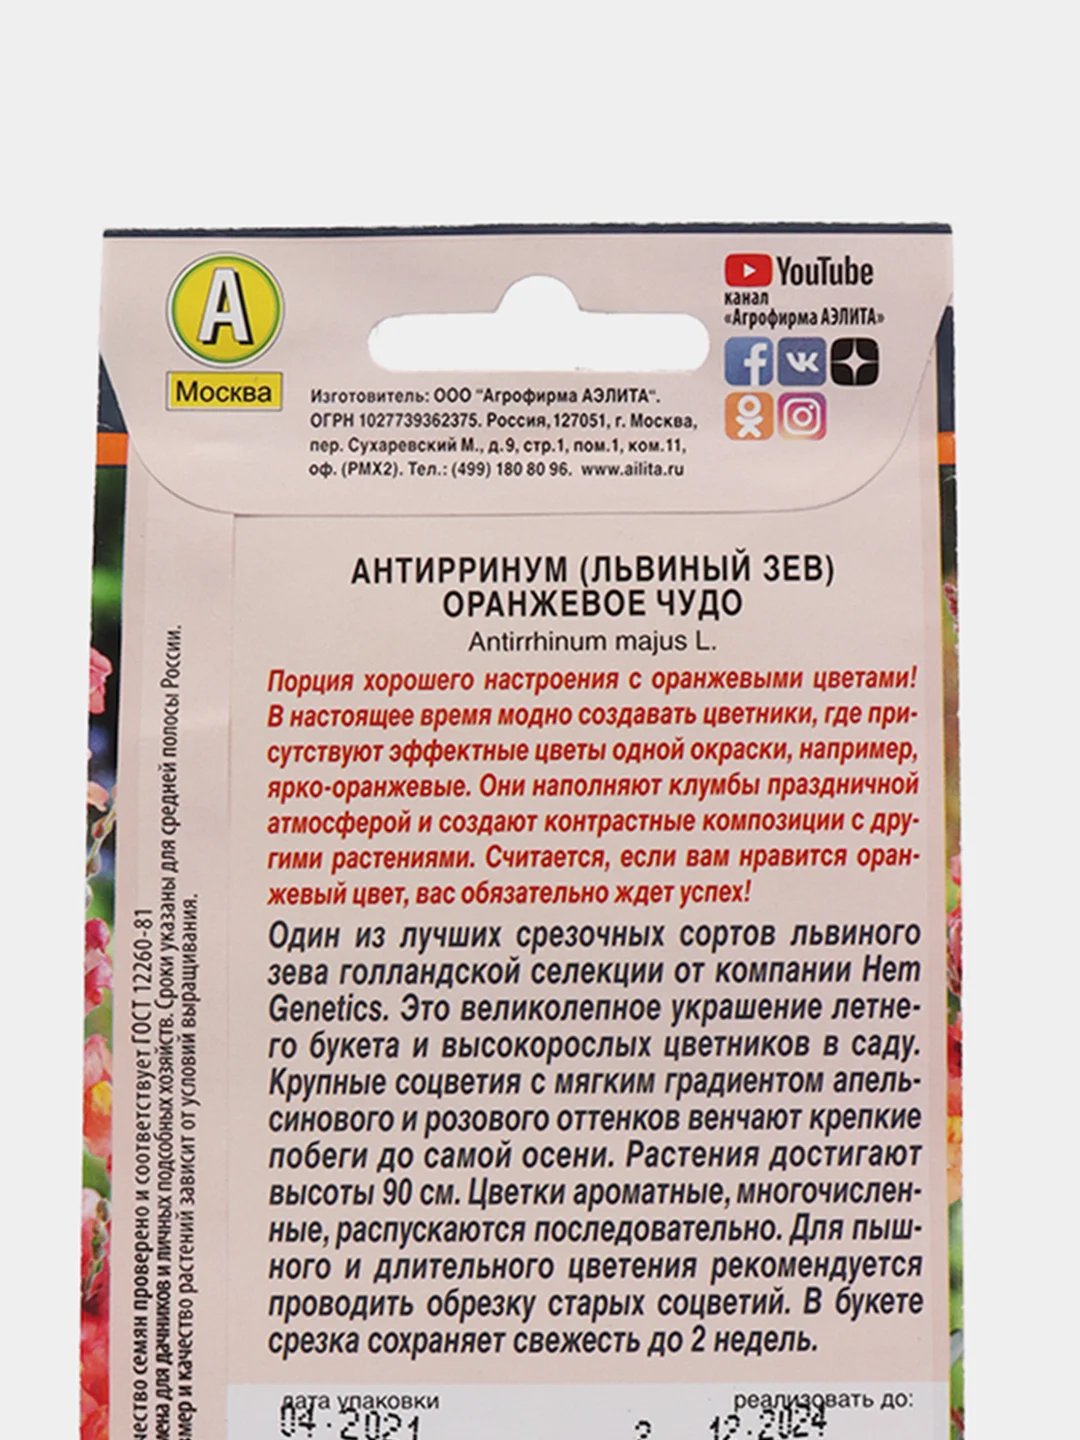 А
Москва
YouTube
канал
«Агрофирма АЭЛИТА»
Изготовитель: ООО "Агрофирма АЭЛИТА".
ОГРН 1027739362375. Россия, 127051, г. Москва,
пер. Сухаревский М., д. 9, стр.1, пом.1, ком.11,
оф. (РМХ2). Тел.: (499) 180 80 96. www.ailita.ru
АНТИРРИНУМ (ЛЬВИНЫЙ ЗЕВ)
ОРАНЖЕВОЕ ЧУДО
Antirrhinum majus L.
Порция хорошего настроения с оранжевыми цветами!
В настоящее время модно создавать цветники, где при-
сутствуют эффектные цветы одной окраски, например,
ярко-оранжевые. Они наполняют клумбы праздничной
атмосферой и создают контрастные композиции с дру-
гими растениями. Считается, если вам нравится оран-
жевый цвет, вас обязательно ждет успех!
Один из лучших срезочных сортов львиного
зева голландской селекции от компании Hem
Genetics. Это великолепное украшение летне-
го букета и высокорослых цветников в саду.
Крупные соцветия с мягким градиентом апель-
синового и розового оттенков венчают крепкие
побеги до самой осени. Растения достигают
высоты 90 см. Цветки ароматные, многочислен-
ные, распускаются последовательно. Для пыш-
ного и длительного цветения рекомендуется
проводить обрезку старых соцветий. В букете
срезка сохраняет свежесть до 2 недель.
дата упаковки
реализовать до:
04.2021
12.2024
семян проверено и соответствует ГОСТ 12260-81
для дачников и личных подсобных хозяйств. Сроки указаны для средней полосы России.
и качество растений зависит от условий выращивания.